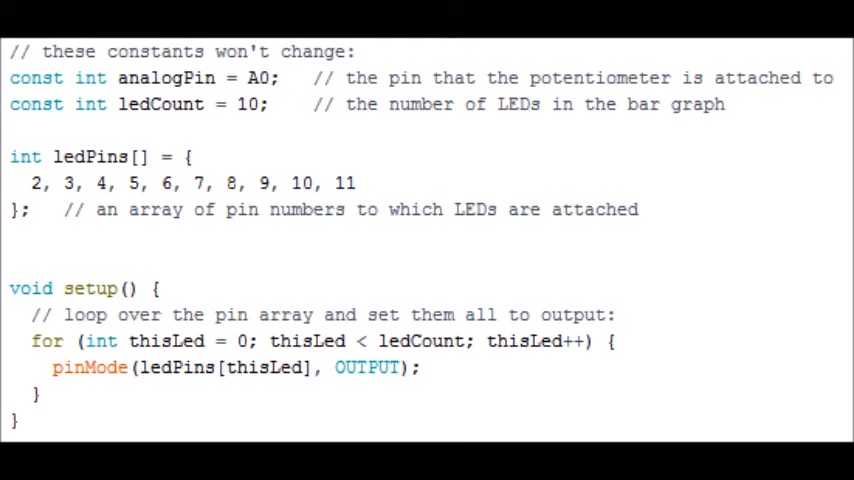 // these constants won't change:
const int analogPin = A0;   // the pin that the potentiometer is attached to
const int ledCount = 10;    // the number of LEDs in the bar graph
int ledPins[] = {
  2, 3, 4, 5, 6, 7, 8, 9, 10, 11
};   // an array of pin numbers to which LEDs are attached
void setup() {
  // loop over the pin array and set them all to output:
  for (int thisLed = 0; thisLed < ledCount; thisLed++) {
    pinMode(ledPins[thisLed], OUTPUT);
  }
}